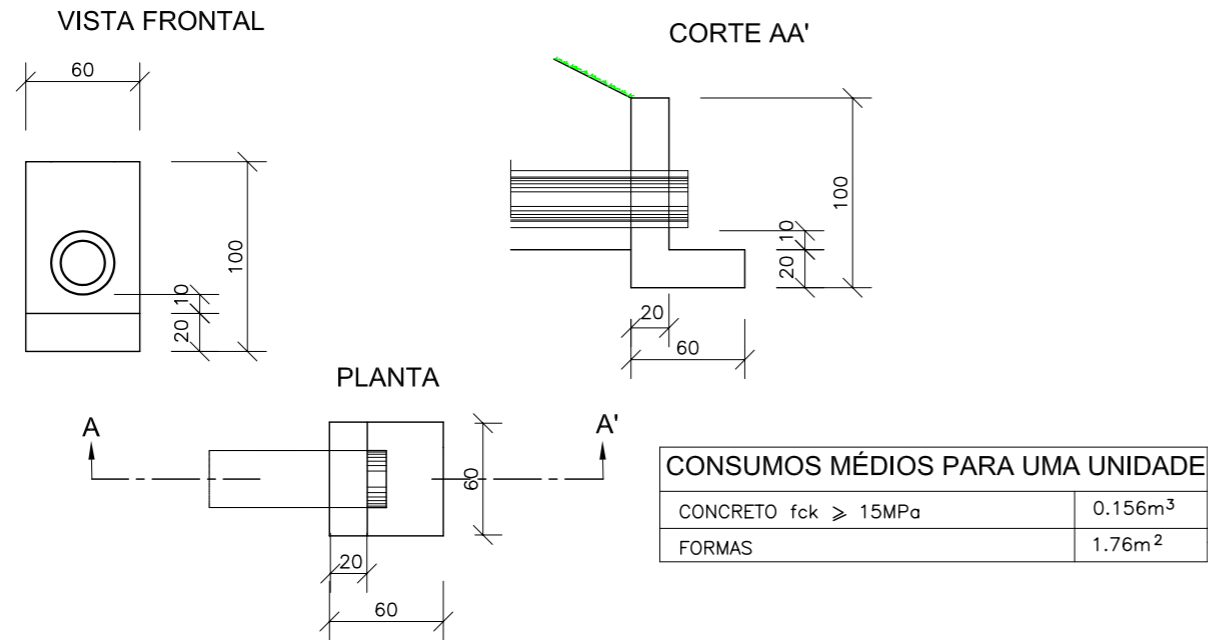 VISTA FRONTAL
CORTE AA'
60
100
10
20
100
10
20
20
60
PLANTA
A
A'
60
20
60
CONSUMOS MÉDIOS PARA UMA UNIDADE
CONCRETO fck ⩾ 15MPa
0.156m³
FORMAS
1.76m²